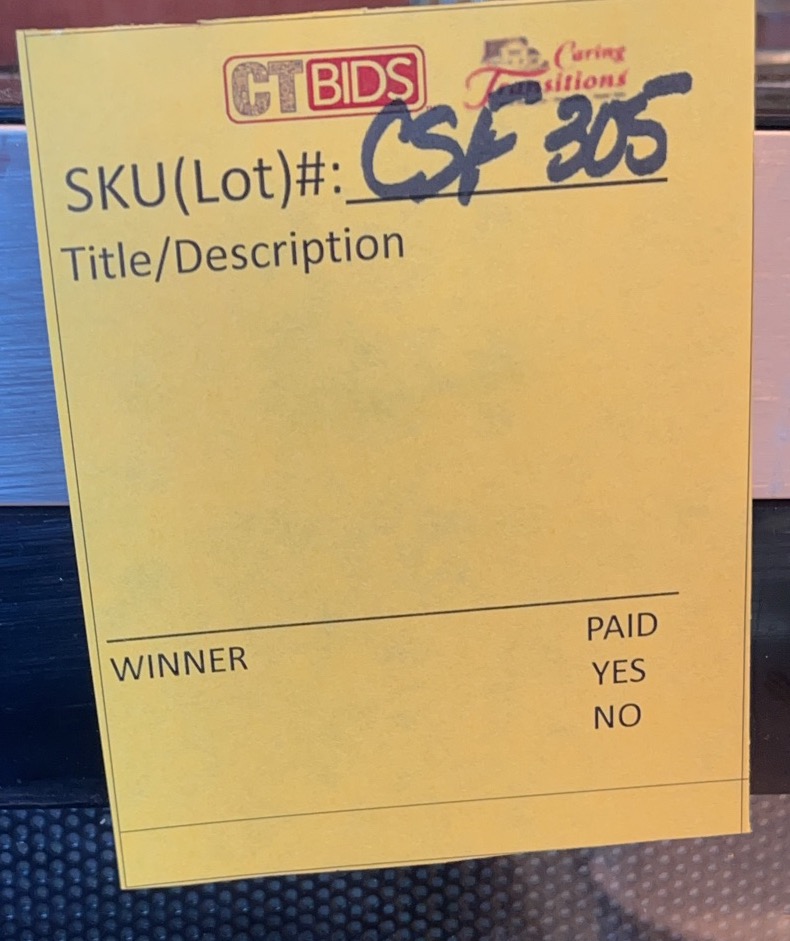 CTBIDS
Caring
Transitions
SKU(Lot)#: CSF 305
Title/Description
WINNER
PAID
YES
NO